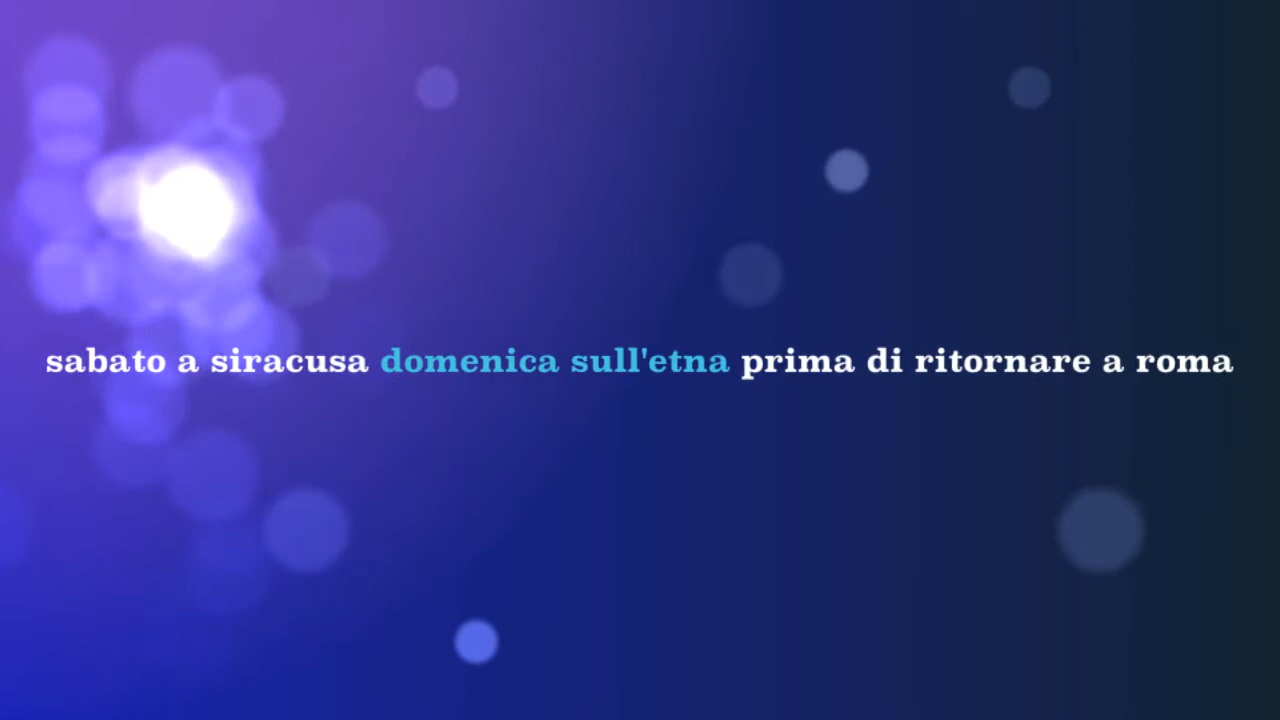 sabato a siracusa domenica sull'etna prima di ritornare a roma